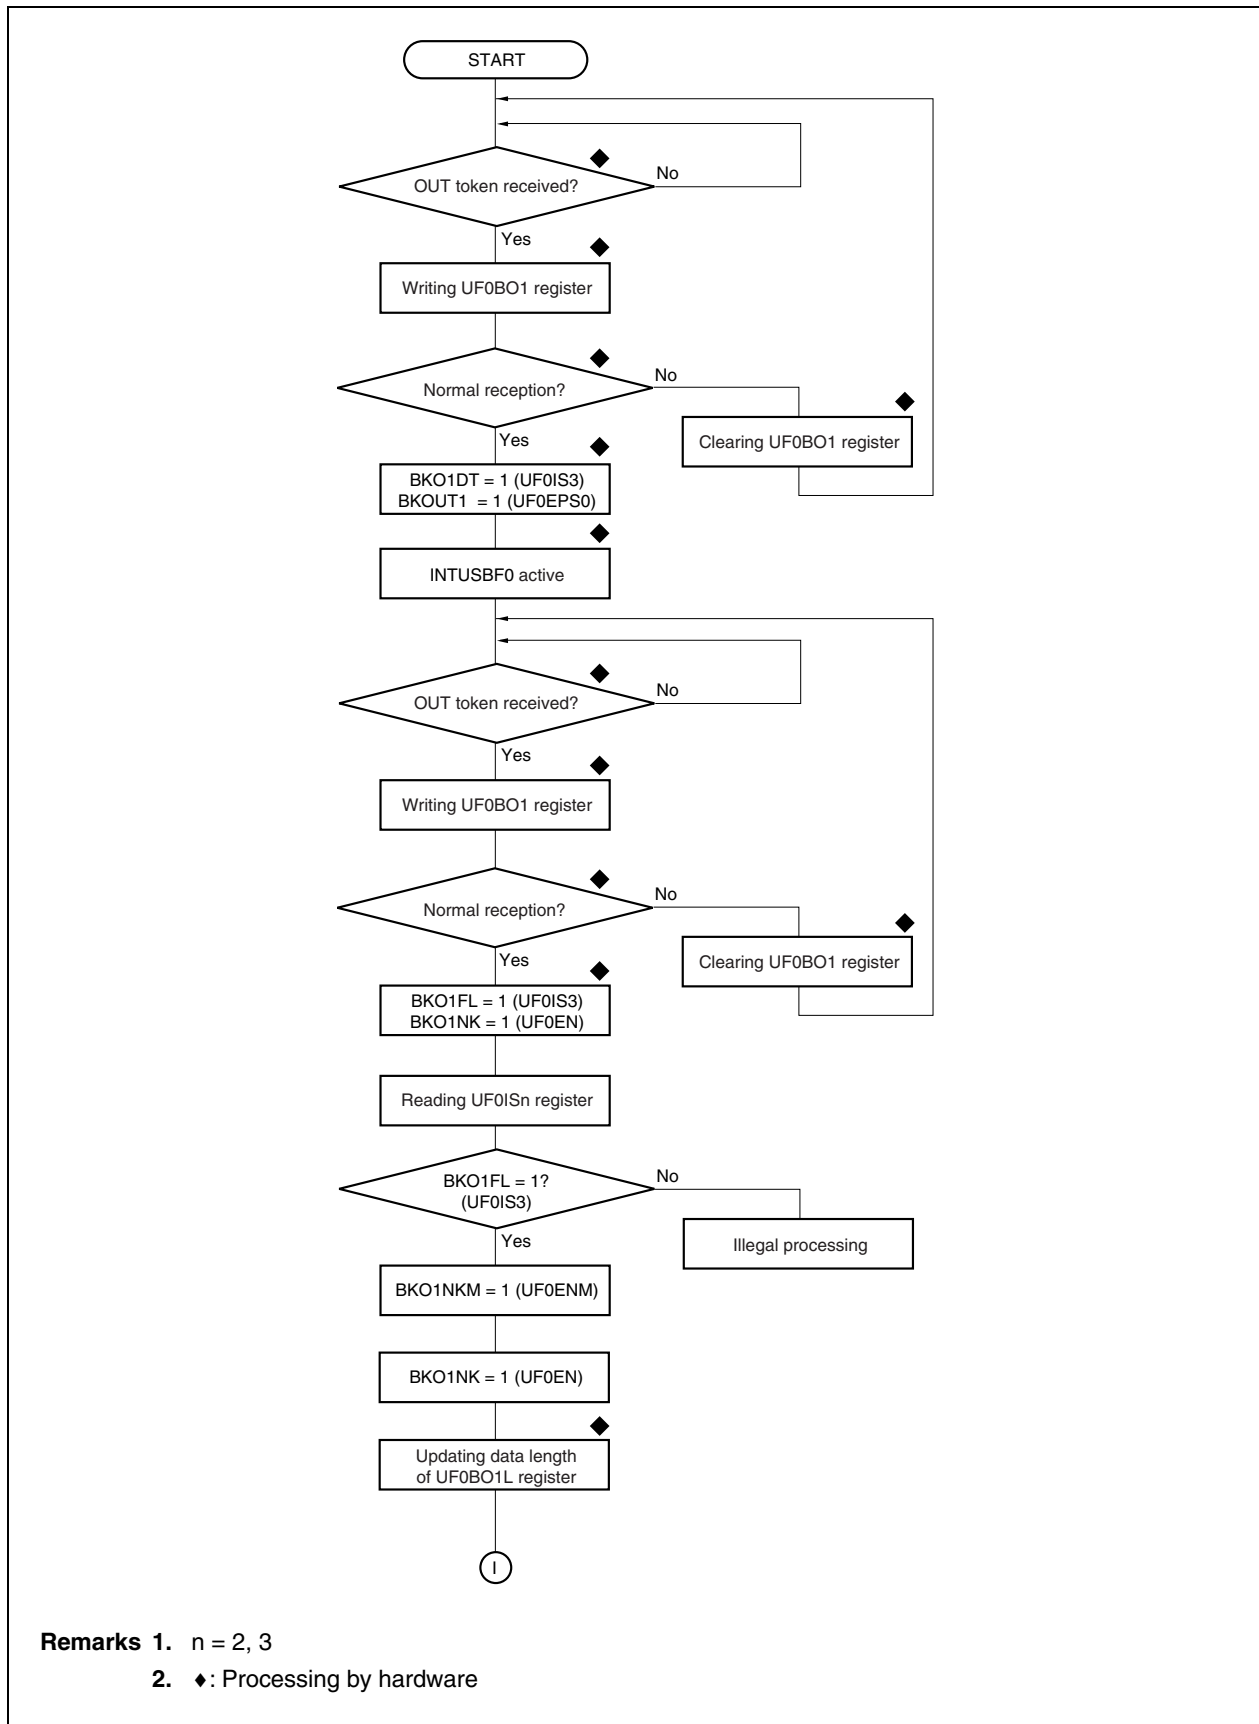 START
OUT token received?
No
Yes
Writing UF0BO1 register
Normal reception?
No
Clearing UF0BO1 register
Yes
BKO1DT = 1 (UF0IS3)
BKOUT1 = 1 (UF0EPS0)
INTUSBF0 active
OUT token received?
No
Yes
Writing UF0BO1 register
Normal reception?
No
Clearing UF0BO1 register
Yes
BKO1FL = 1 (UF0IS3)
BKO1NK = 1 (UF0EN)
Reading UF0ISn register
BKO1FL = 1?
(UF0IS3)
No
Illegal processing
Yes
BKO1NKM = 1 (UF0ENM)
BKO1NK = 1 (UF0EN)
Updating data length
of UF0BO1L register
I
Remarks 1. n = 2, 3
2. ♦: Processing by hardware